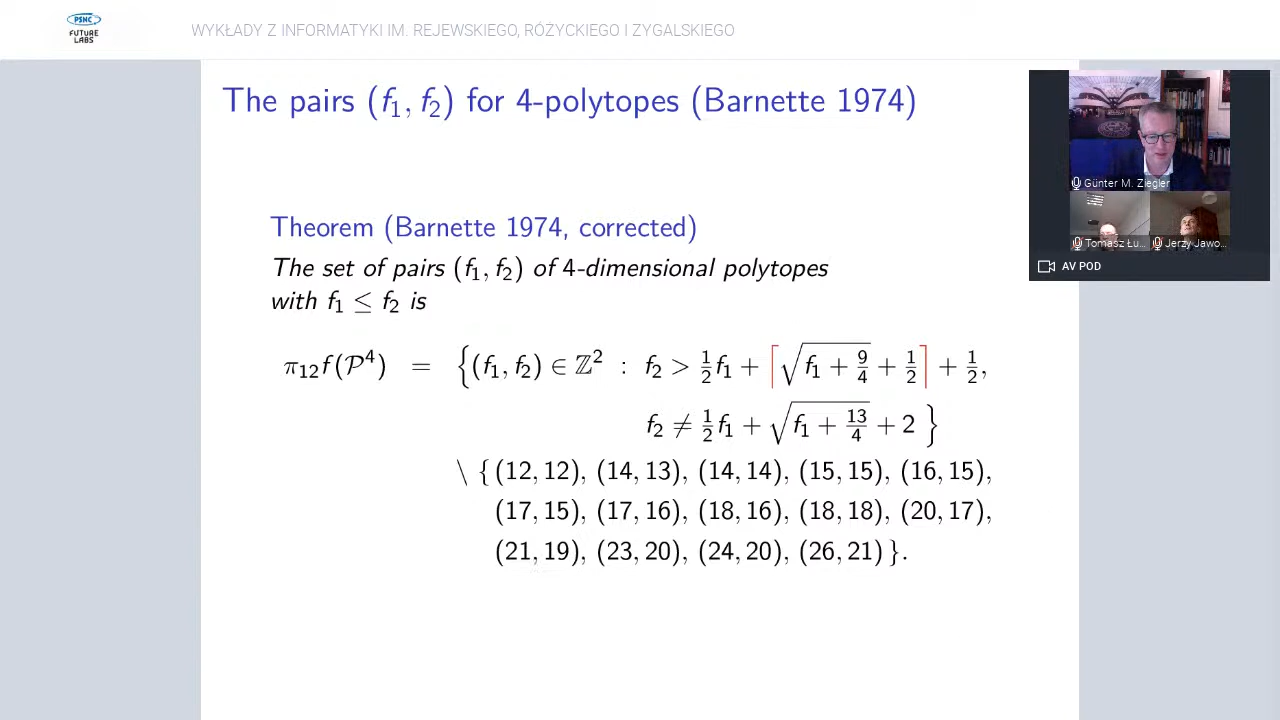 PSNC
FUTURE
LABS
WYKŁADY Z INFORMATYKI IM. REJEWSKIEGO, RÓŻYCKIEGO I ZYGALSKIEGO
The pairs (f₁, f₂) for 4-polytopes (Barnette 1974)
Theorem (Barnette 1974, corrected)
The set of pairs (f₁, f₂) of 4-dimensional polytopes
with f₁ ≤ f₂ is
π₁₂f(𝒫⁴) = {(f₁, f₂) ∈ ℤ² : f₂ > ½f₁ + ⌈√(f₁ + 9/4) + ½⌉ + ½,
f₂ ≠ ½f₁ + √(f₁ + 13/4) + 2 }
\ { (12, 12), (14, 13), (14, 14), (15, 15), (16, 15),
(17, 15), (17, 16), (18, 16), (18, 18), (20, 17),
(21, 19), (23, 20), (24, 20), (26, 21) }.
Günter M. Ziegler
Tomasz Łu...
Jerzy Jawo...
AV POD